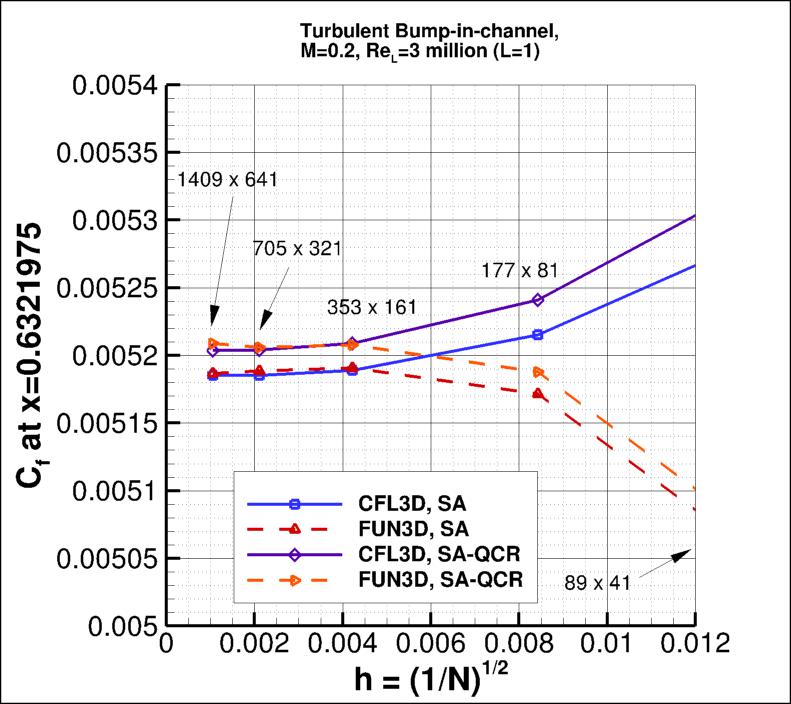 Turbulent Bump-in-channel,
M=0.2, Re_L=3 million (L=1)
0.0054
0.00535
0.0053
0.00525
0.0052
0.00515
0.0051
0.00505
0.005
C_f at x=0.6321975
1409 x 641
705 x 321
353 x 161
177 x 81
89 x 41
CFL3D, SA
FUN3D, SA
CFL3D, SA-QCR
FUN3D, SA-QCR
0 0.002 0.004 0.006 0.008 0.01 0.012
h = (1/N)^1/2